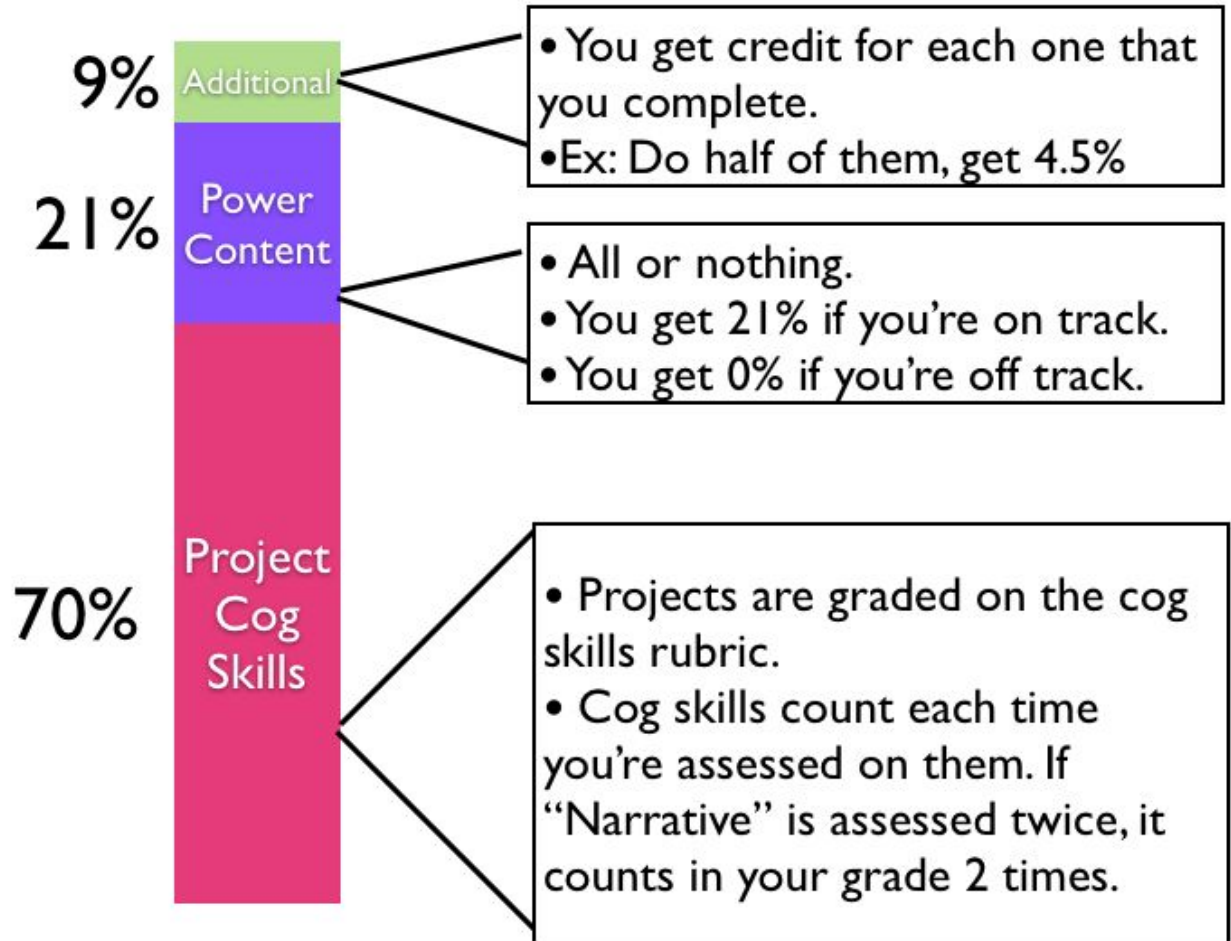 9%
Additional
• You get credit for each one that
you complete.
•Ex: Do half of them, get 4.5%
21%
Power
Content
• All or nothing.
• You get 21% if you’re on track.
• You get 0% if you’re off track.
70%
Project
Cog
Skills
• Projects are graded on the cog
skills rubric.
• Cog skills count each time
you’re assessed on them. If
“Narrative” is assessed twice, it
counts in your grade 2 times.